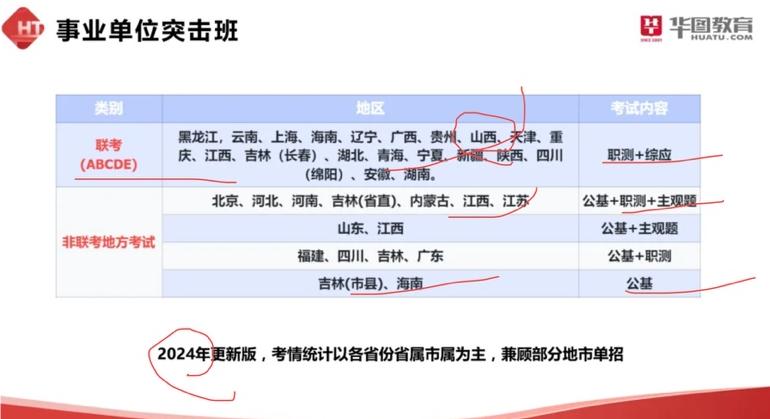 HT 事业单位突击班
华图教育
SINCE 2001 HUATU.COM
类别 地区 考试内容
联考
（ABCDE）
黑龙江，云南、上海、海南、辽宁、广西、贵州、山西、天津、重
庆、江西、吉林（长春）、湖北、青海、宁夏、新疆、陕西、四川
（绵阳）、安徽、湖南。
职测+综应
非联考地方考试
北京、河北、河南、吉林(省直)、内蒙古、江西、江苏 公基+职测+主观题
山东、江西 公基+主观题
福建、四川、吉林、广东 公基+职测
吉林(市县)、海南 公基
2024年更新版，考情统计以各省份省属市属为主，兼顾部分地市单招